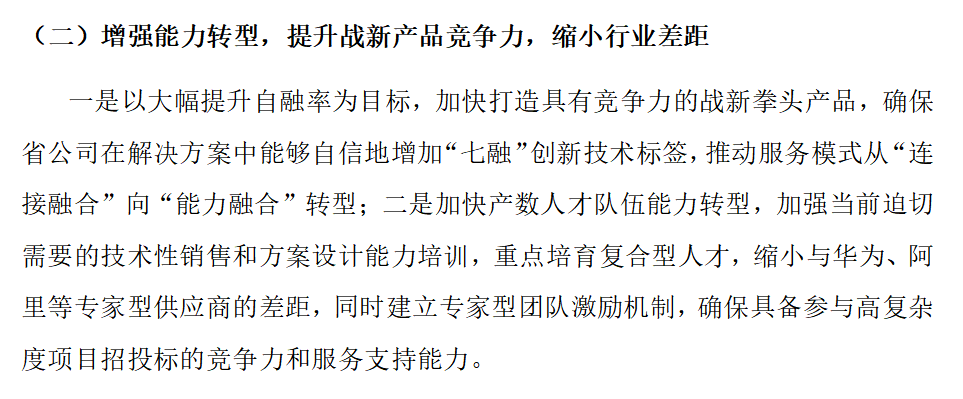 （二）增强能力转型，提升战新产品竞争力，缩小行业差距
一是以大幅提升自融率为目标，加快打造具有竞争力的战新拳头产品，确保
省公司在解决方案中能够自信地增加“七融”创新技术标签，推动服务模式从“连
接融合”向“能力融合”转型；二是加快产数人才队伍能力转型，加强当前迫切
需要的技术性销售和方案设计能力培训，重点培育复合型人才，缩小与华为、阿
里等专家型供应商的差距，同时建立专家型团队激励机制，确保具备参与高复杂
度项目招投标的竞争力和服务支持能力。